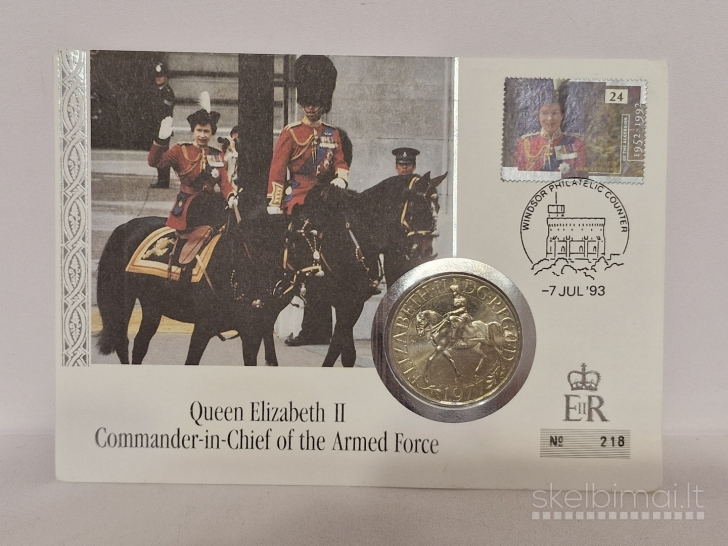 24
1952-1992
WINDSOR PHILATELIC COUNTER
-7 JUL '93
ELIZABETH·II D·G·REG F·D
1977
Queen Elizabeth II
Commander-in-Chief of the Armed Force
EIIR
№ 218
skelbimai.lt